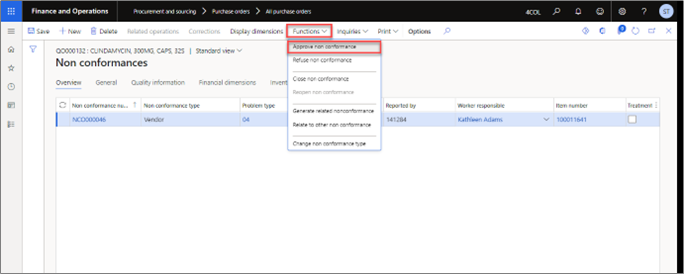 Finance and Operations
Procurement and sourcing > Purchase orders > All purchase orders
4COL
ST
Save
New
Delete
Related operations
Corrections
Display dimensions
Functions
Inquiries
Print
Options
Approve non conformance
Refuse non conformance
Close non conformance
Reopen non conformance
Generate related nonconformance
Relate to other non conformance
Change non conformance type
QO000132 : CLINDAMYCIN, 300MG, CAPS, 32S | Standard view
Non conformances
Overview
General
Quality information
Financial dimensions
Non conformance nu...
Non conformance type
Problem type
Reported by
Worker responsible
Item number
Treatment
NCO000046
Vendor
04
141284
Kathleen Adams
100011641